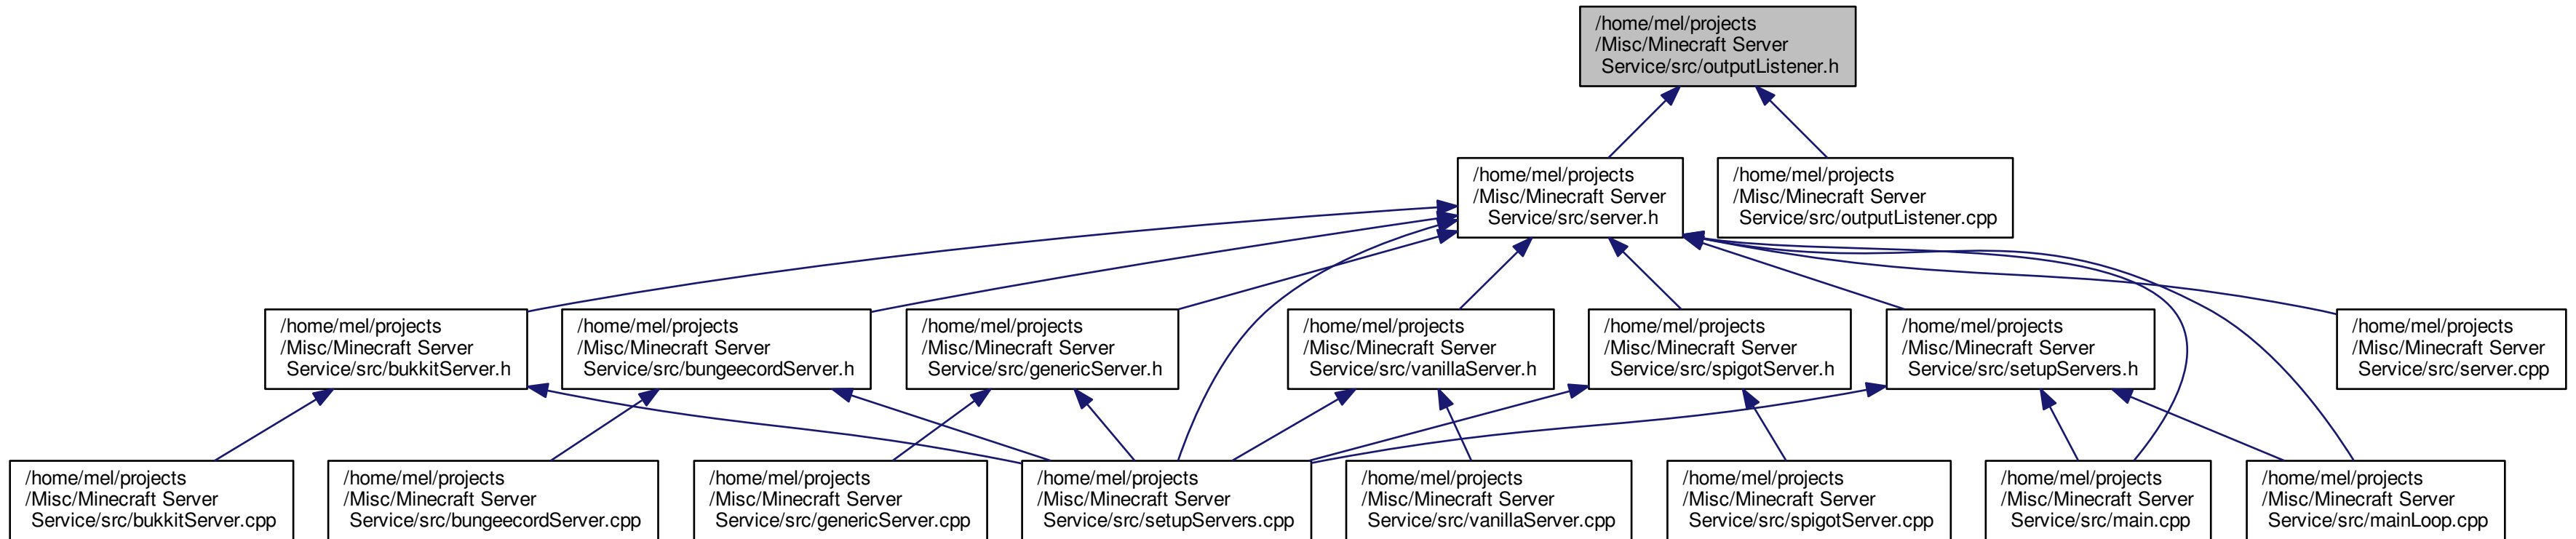 /home/mel/projects
/Misc/Minecraft Server
Service/src/outputListener.h
/home/mel/projects
/Misc/Minecraft Server
Service/src/server.h
/home/mel/projects
/Misc/Minecraft Server
Service/src/outputListener.cpp
/home/mel/projects
/Misc/Minecraft Server
Service/src/bukkitServer.h
/home/mel/projects
/Misc/Minecraft Server
Service/src/bungeecordServer.h
/home/mel/projects
/Misc/Minecraft Server
Service/src/genericServer.h
/home/mel/projects
/Misc/Minecraft Server
Service/src/vanillaServer.h
/home/mel/projects
/Misc/Minecraft Server
Service/src/spigotServer.h
/home/mel/projects
/Misc/Minecraft Server
Service/src/setupServers.h
/home/mel/projects
/Misc/Minecraft Server
Service/src/server.cpp
/home/mel/projects
/Misc/Minecraft Server
Service/src/bukkitServer.cpp
/home/mel/projects
/Misc/Minecraft Server
Service/src/bungeecordServer.cpp
/home/mel/projects
/Misc/Minecraft Server
Service/src/genericServer.cpp
/home/mel/projects
/Misc/Minecraft Server
Service/src/setupServers.cpp
/home/mel/projects
/Misc/Minecraft Server
Service/src/vanillaServer.cpp
/home/mel/projects
/Misc/Minecraft Server
Service/src/spigotServer.cpp
/home/mel/projects
/Misc/Minecraft Server
Service/src/main.cpp
/home/mel/projects
/Misc/Minecraft Server
Service/src/mainLoop.cpp